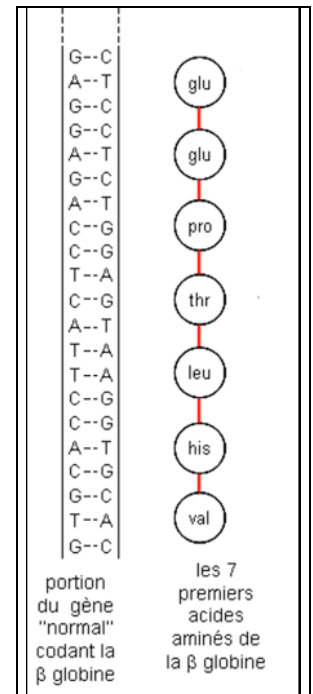 G--C
A--T
G--C
G--C
A--T
G--C
A--T
C--G
C--G
T--A
C--G
A--T
T--A
T--A
C--G
C--G
A--T
C--G
G--C
T--A
G--C
portion
du gène
"normal"
codant la
β globine
glu
glu
pro
thr
leu
his
val
les 7
premiers
acides
aminés de
la β globine